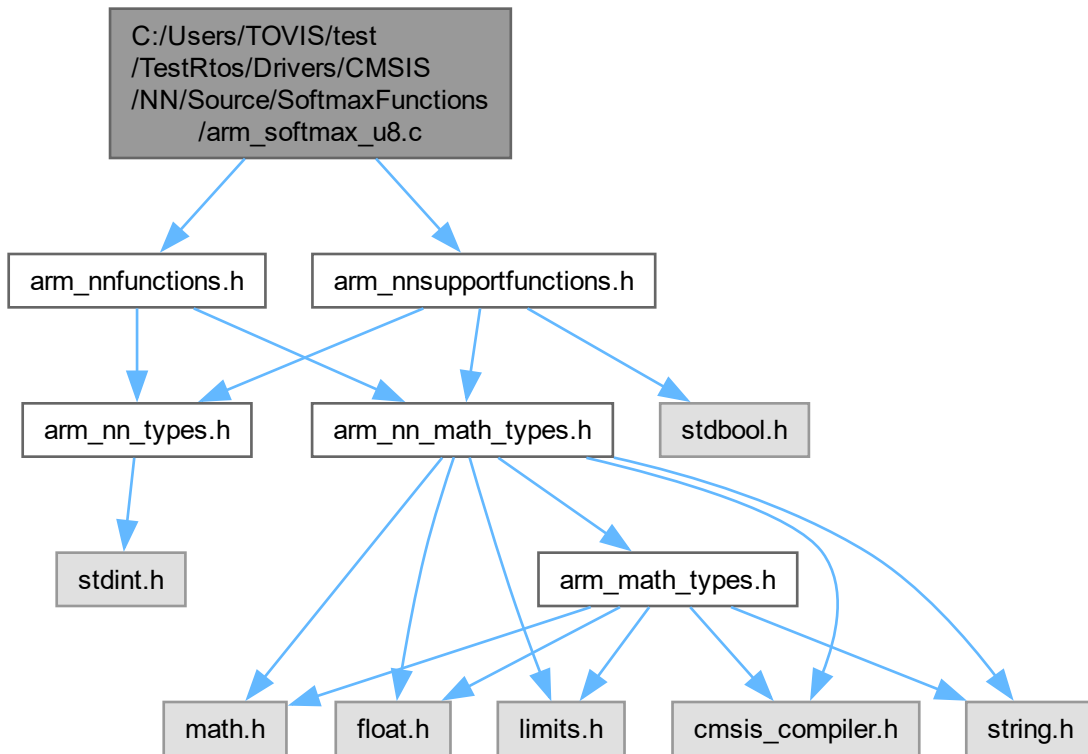 C:/Users/TOVIS/test
/TestRtos/Drivers/CMSIS
/NN/Source/SoftmaxFunctions
/arm_softmax_u8.c
arm_nnfunctions.h
arm_nnsupportfunctions.h
arm_nn_types.h
arm_nn_math_types.h
stdbool.h
stdint.h
arm_math_types.h
math.h
float.h
limits.h
cmsis_compiler.h
string.h